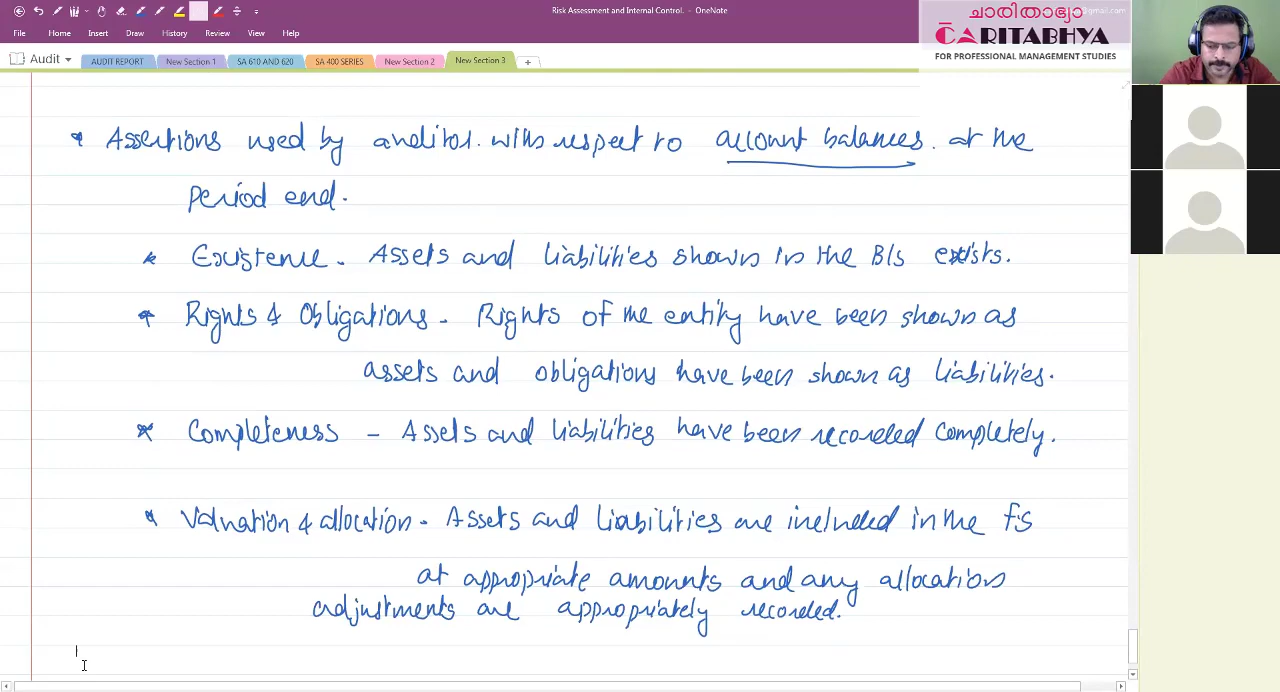 Risk Assessment and Internal Control. - OneNote
@gmail.com
ചാരിതാഭ്യാ
CARITABHYA
FOR PROFESSIONAL MANAGEMENT STUDIES
File Home Insert Draw History Review View Help
Audit
AUDIT REPORT New Section 1 SA 610 AND 620 SA 400 SERIES New Section 2 New Section 3 +
* Assertions used by auditor. with respect to account balances. at the
period end.
* Existence - Assets and liabilities shown in the B/s exists.
* Rights & Obligations - Rights of the entity have been shown as
assets and obligations have been shown as liabilities.
* Completeness - Assets and liabilities have been recorded completely.
* Valuation & allocation - Assets and liabilities are included in the fs
at appropriate amounts and any allocation
adjustments are appropriately recorded.